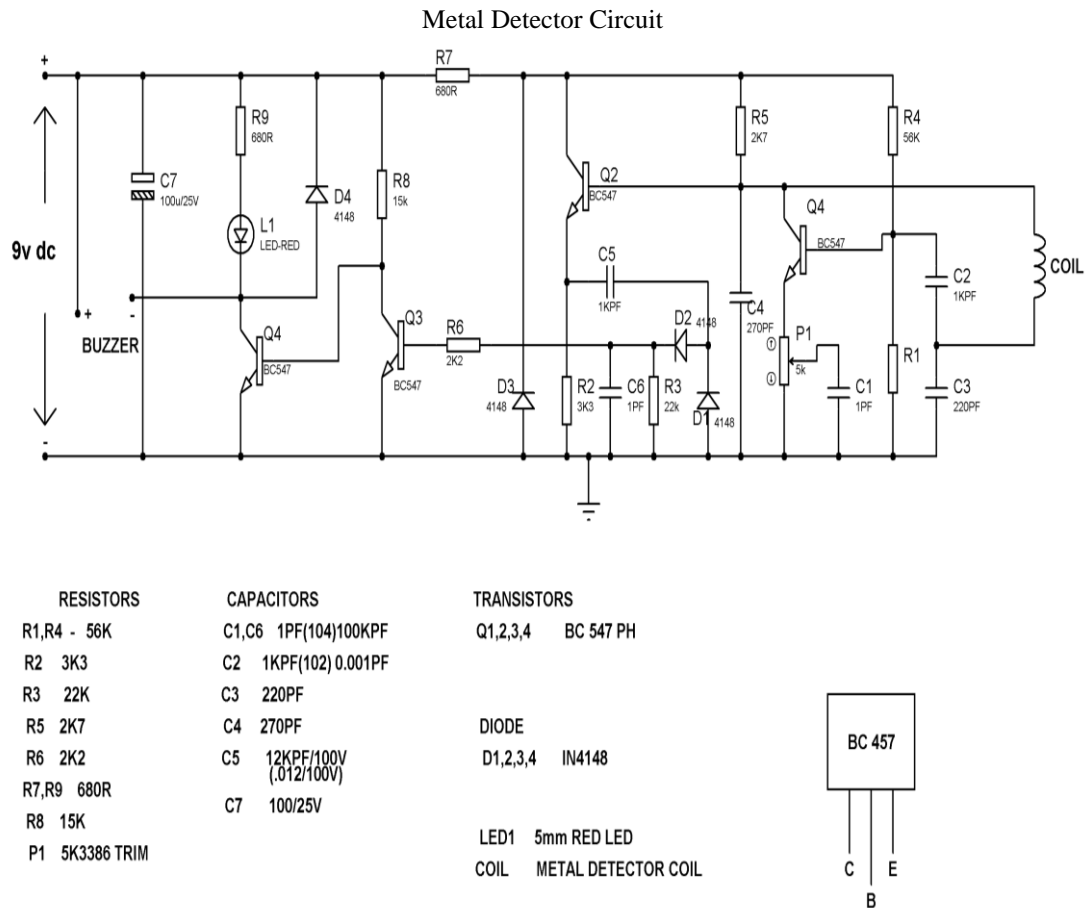 Metal Detector Circuit
+
R7
680R
R9
680R
R5
2K7
R4
56K
C7
100u/25V
D4
4148
R8
15k
Q2
BC547
Q4
BC547
L1
LED-RED
9v dc
C5
1KPF
C2
1KPF
COIL
+
-
BUZZER
Q4
BC547
Q3
BC547
R6
2K2
D2 4148
C4
270PF
P1
5k
R1
D3
4148
R2
3K3
C6
1PF
R3
22k
D1 4148
C1
1PF
C3
220PF
-
RESISTORS
R1,R4 - 56K
R2 3K3
R3 22K
R5 2K7
R6 2K2
R7,R9 680R
R8 15K
P1 5K3386 TRIM
CAPACITORS
C1,C6 1PF(104)100KPF
C2 1KPF(102) 0.001PF
C3 220PF
C4 270PF
C5 12KPF/100V
(.012/100V)
C7 100/25V
TRANSISTORS
Q1,2,3,4 BC 547 PH
DIODE
D1,2,3,4 IN4148
LED1 5mm RED LED
COIL METAL DETECTOR COIL
BC 457
C
B
E